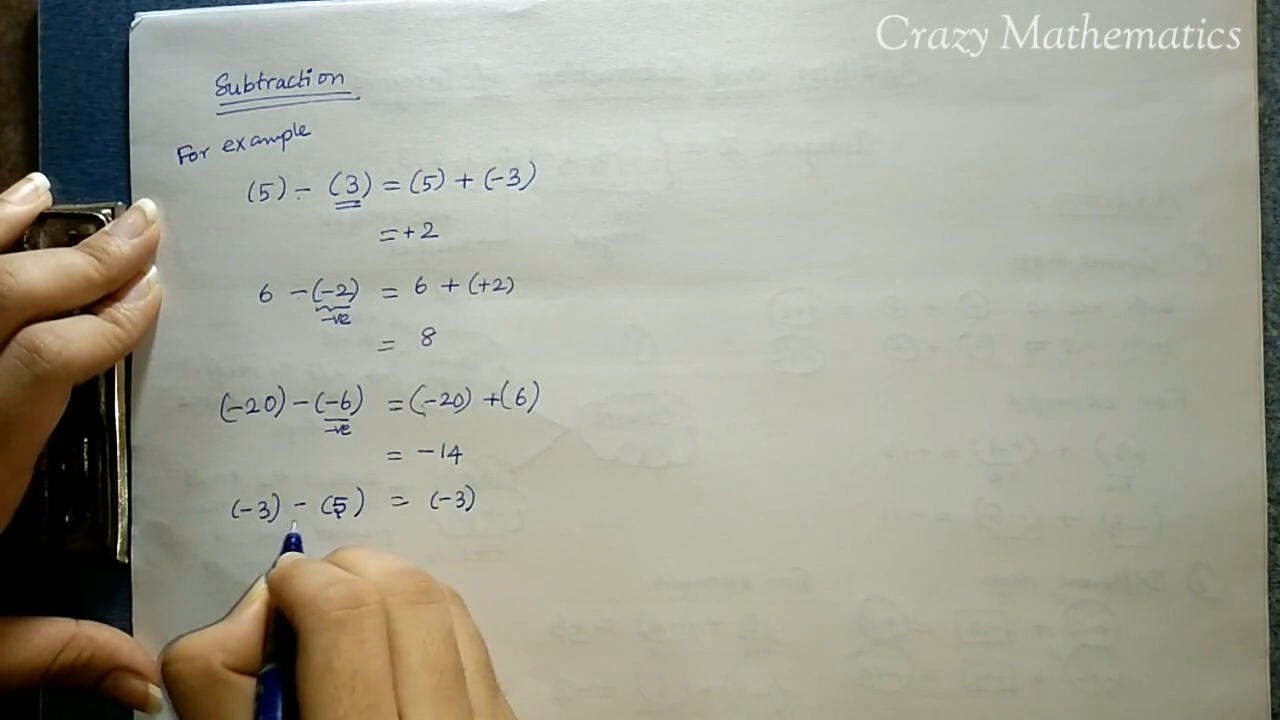 Crazy Mathematics
Subtraction
For example
(5) - (3) = (5) + (-3)
= +2
6 - (-2) = 6 + (+2)
-ve
= 8
(-20) - (-6) = (-20) + (6)
-ve
= -14
(-3) - (5) = (-3)